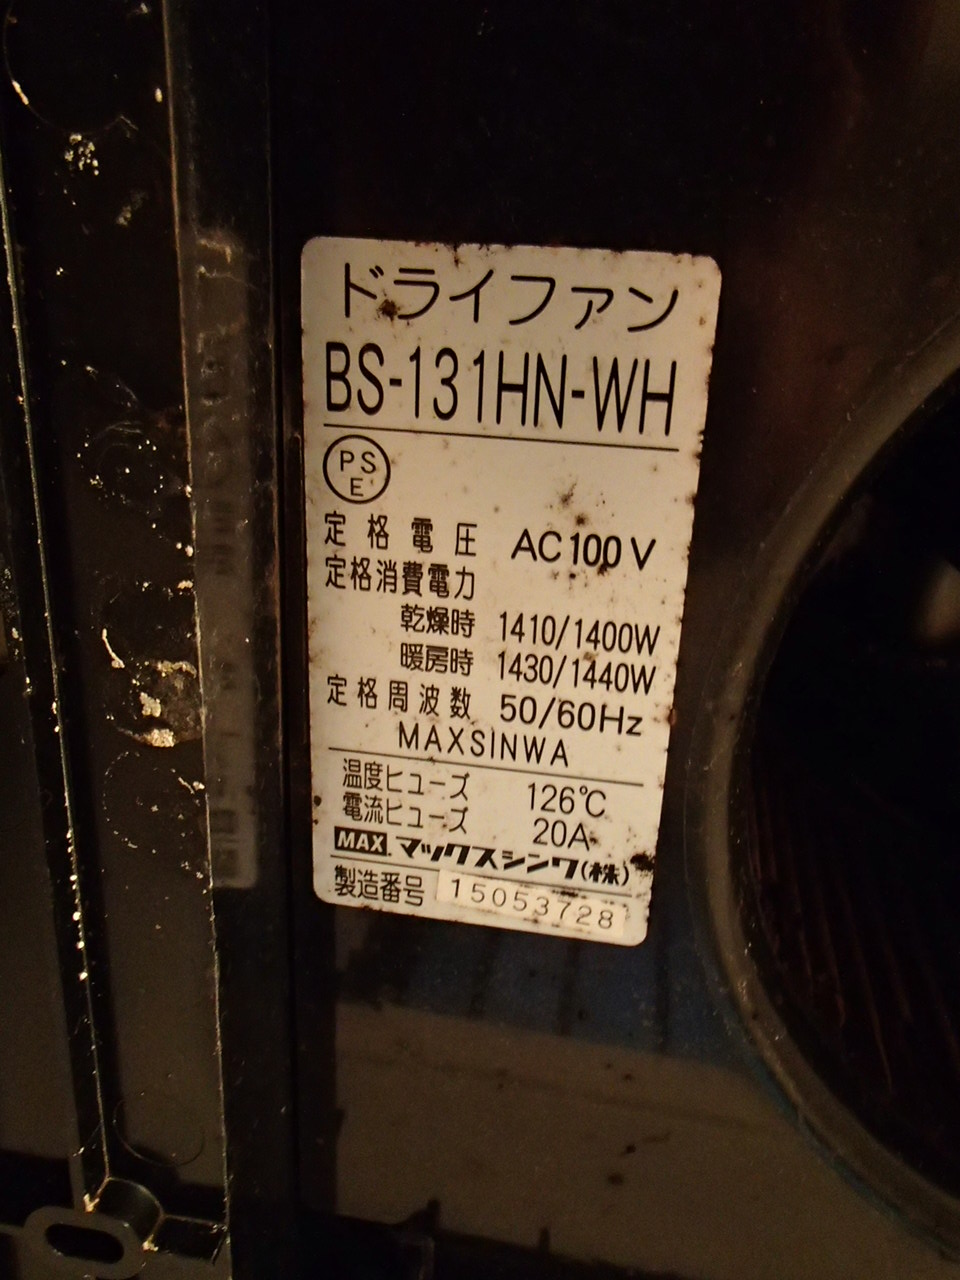 ドライファン
BS-131HN-WH
PS
E
定格電圧 AC100V
定格消費電力
乾燥時 1410/1400W
暖房時 1430/1440W
定格周波数 50/60Hz
MAXSINWA
温度ヒューズ 126℃
電流ヒューズ 20A
MAX マックスシンワ(株)
製造番号 15053728